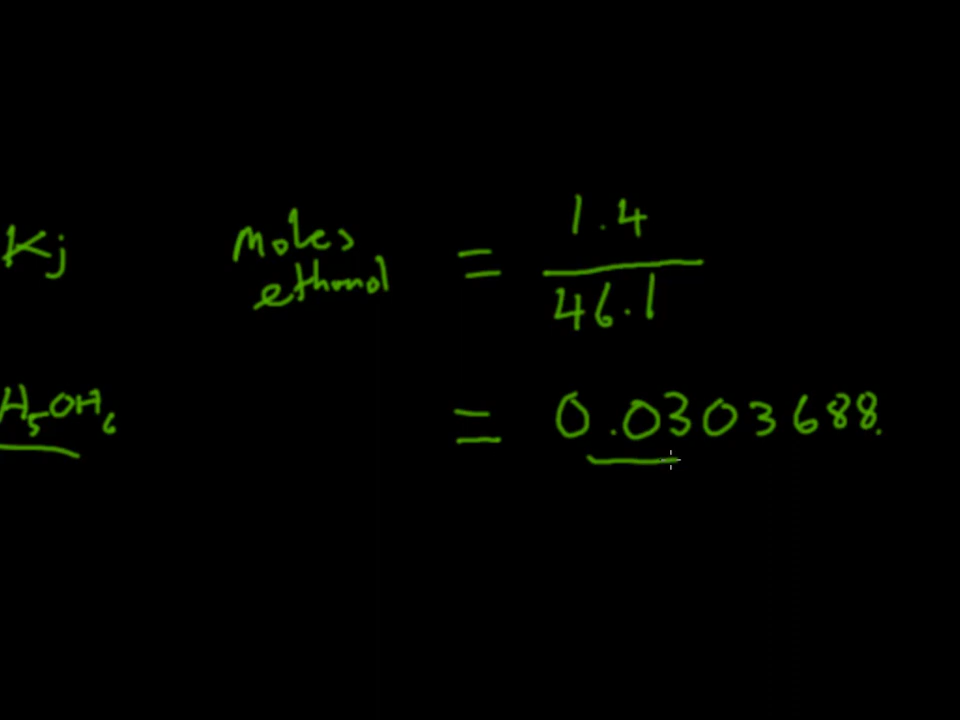 Kj moles ethanol = 1.4
46.1
H5OH6 = 0.0303688.